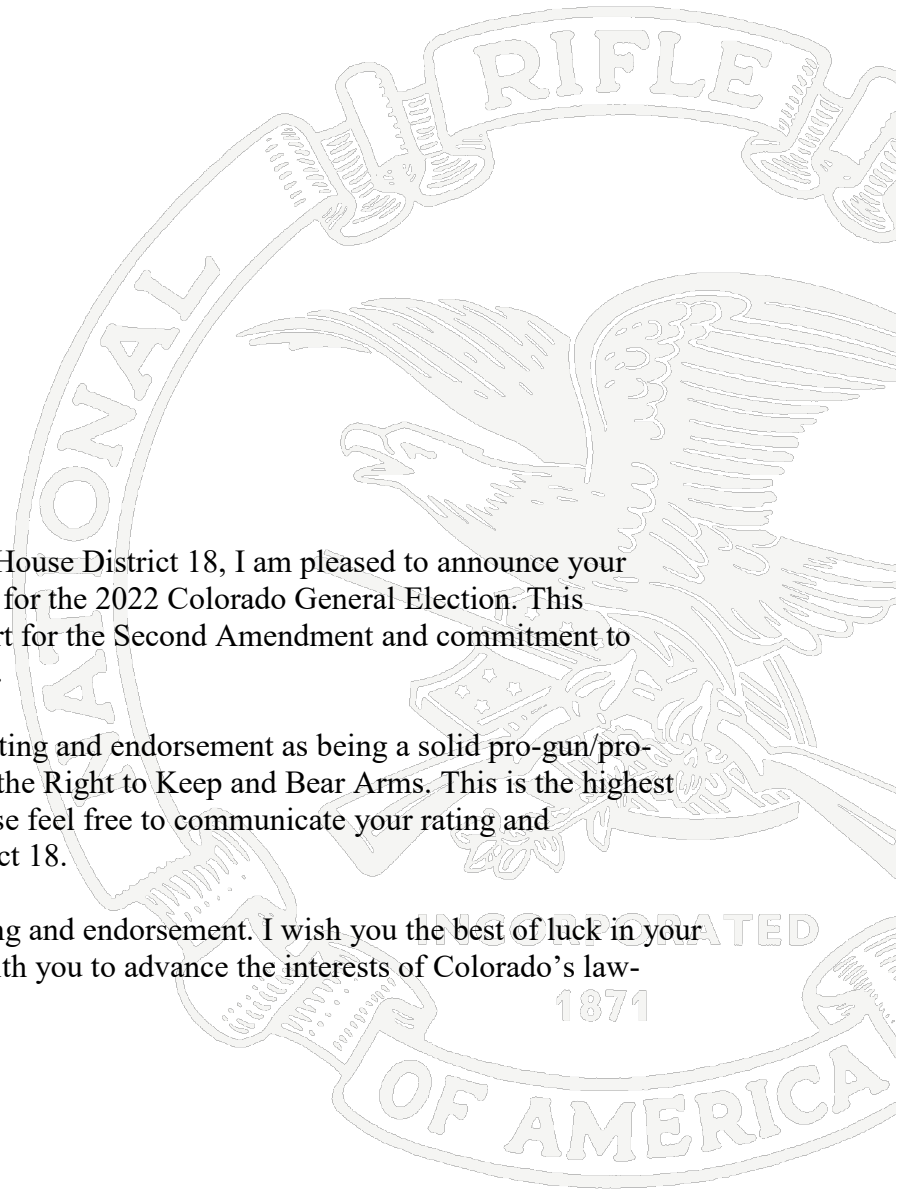 RIFLE
NATIONAL
House District 18, I am pleased to announce your
for the 2022 Colorado General Election. This
rt for the Second Amendment and commitment to
.
ting and endorsement as being a solid pro-gun/pro-
the Right to Keep and Bear Arms. This is the highest
se feel free to communicate your rating and
ct 18.
ng and endorsement. I wish you the best of luck in your
ith you to advance the interests of Colorado’s law-
INCORPORATED
1871
OF AMERICA